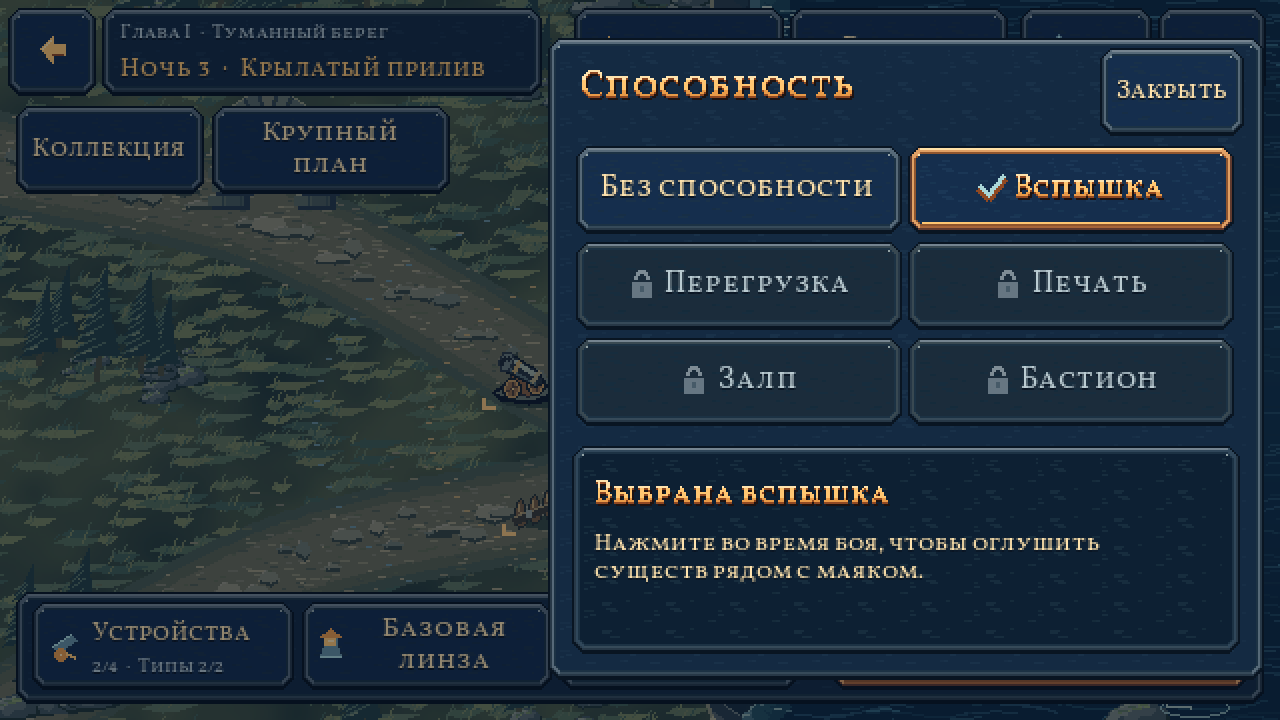 Глава I · Туманный берег
Ночь 3 · Крылатый прилив
Коллекция
Крупный
план
Способность
Закрыть
Без способности
Вспышка
Перегрузка
Печать
Залп
Бастион
Выбрана вспышка
Нажмите во время боя, чтобы оглушить
существ рядом с маяком.
Устройства
2/4 · Типы 2/2
Базовая
линза